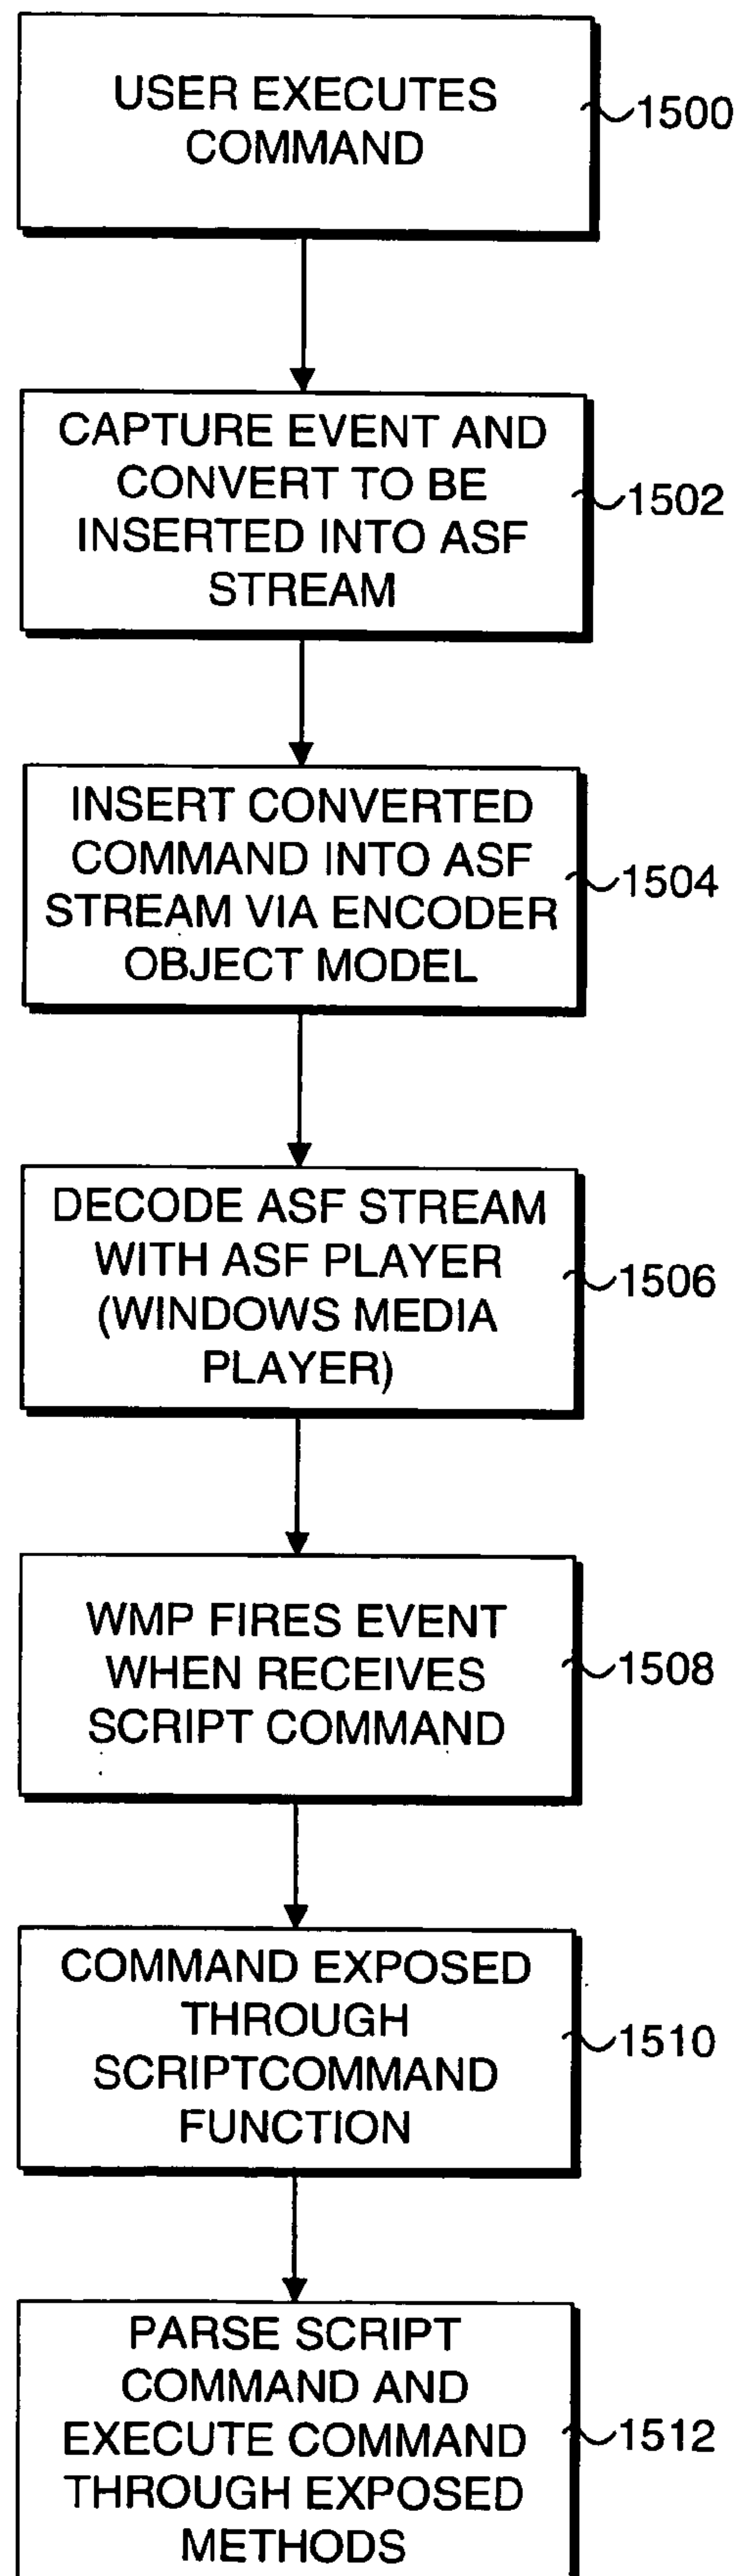 USER EXECUTES
COMMAND
1500
CAPTURE EVENT AND
CONVERT TO BE
INSERTED INTO ASF
STREAM
1502
INSERT CONVERTED
COMMAND INTO ASF
STREAM VIA ENCODER
OBJECT MODEL
1504
DECODE ASF STREAM
WITH ASF PLAYER
(WINDOWS MEDIA
PLAYER)
1506
WMP FIRES EVENT
WHEN RECEIVES
SCRIPT COMMAND
1508
COMMAND EXPOSED
THROUGH
SCRIPTCOMMAND
FUNCTION
1510
PARSE SCRIPT
COMMAND AND
EXECUTE COMMAND
THROUGH EXPOSED
METHODS
1512